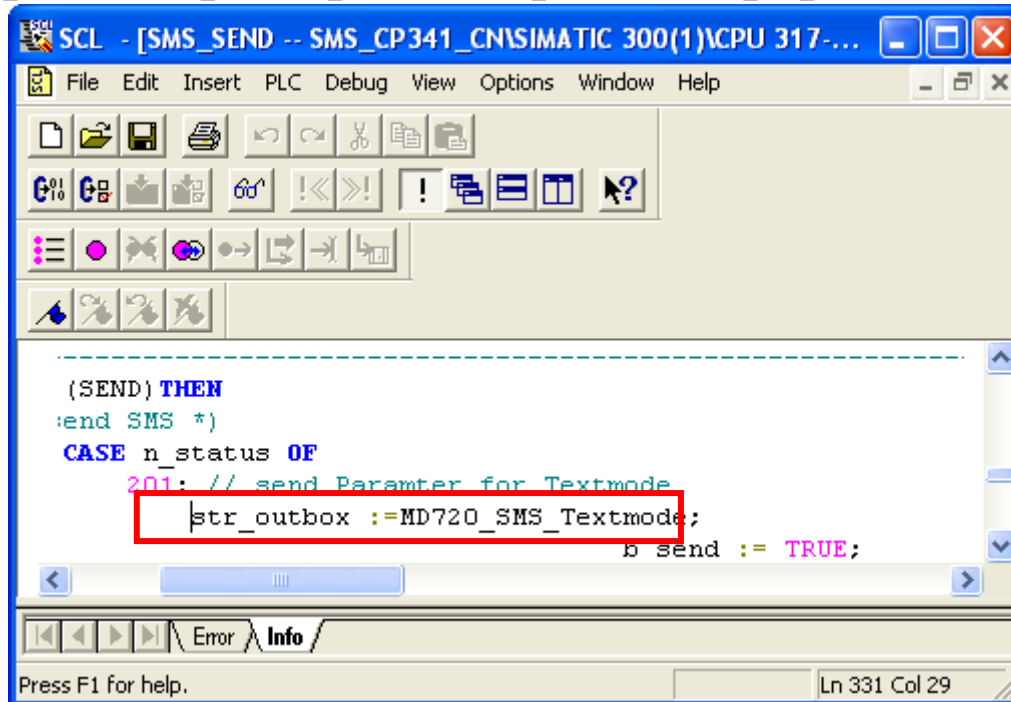 SCL - [SMS_SEND -- SMS_CP341_CN\SIMATIC 300(1)\CPU 317-...
File Edit Insert PLC Debug View Options Window Help
(SEND)THEN
end SMS *)
CASE n_status OF
201: // send Paramter for Textmode
str_outbox :=MD720_SMS_Textmode;
b_send := TRUE;
Error Info
Press F1 for help.
Ln 331 Col 29